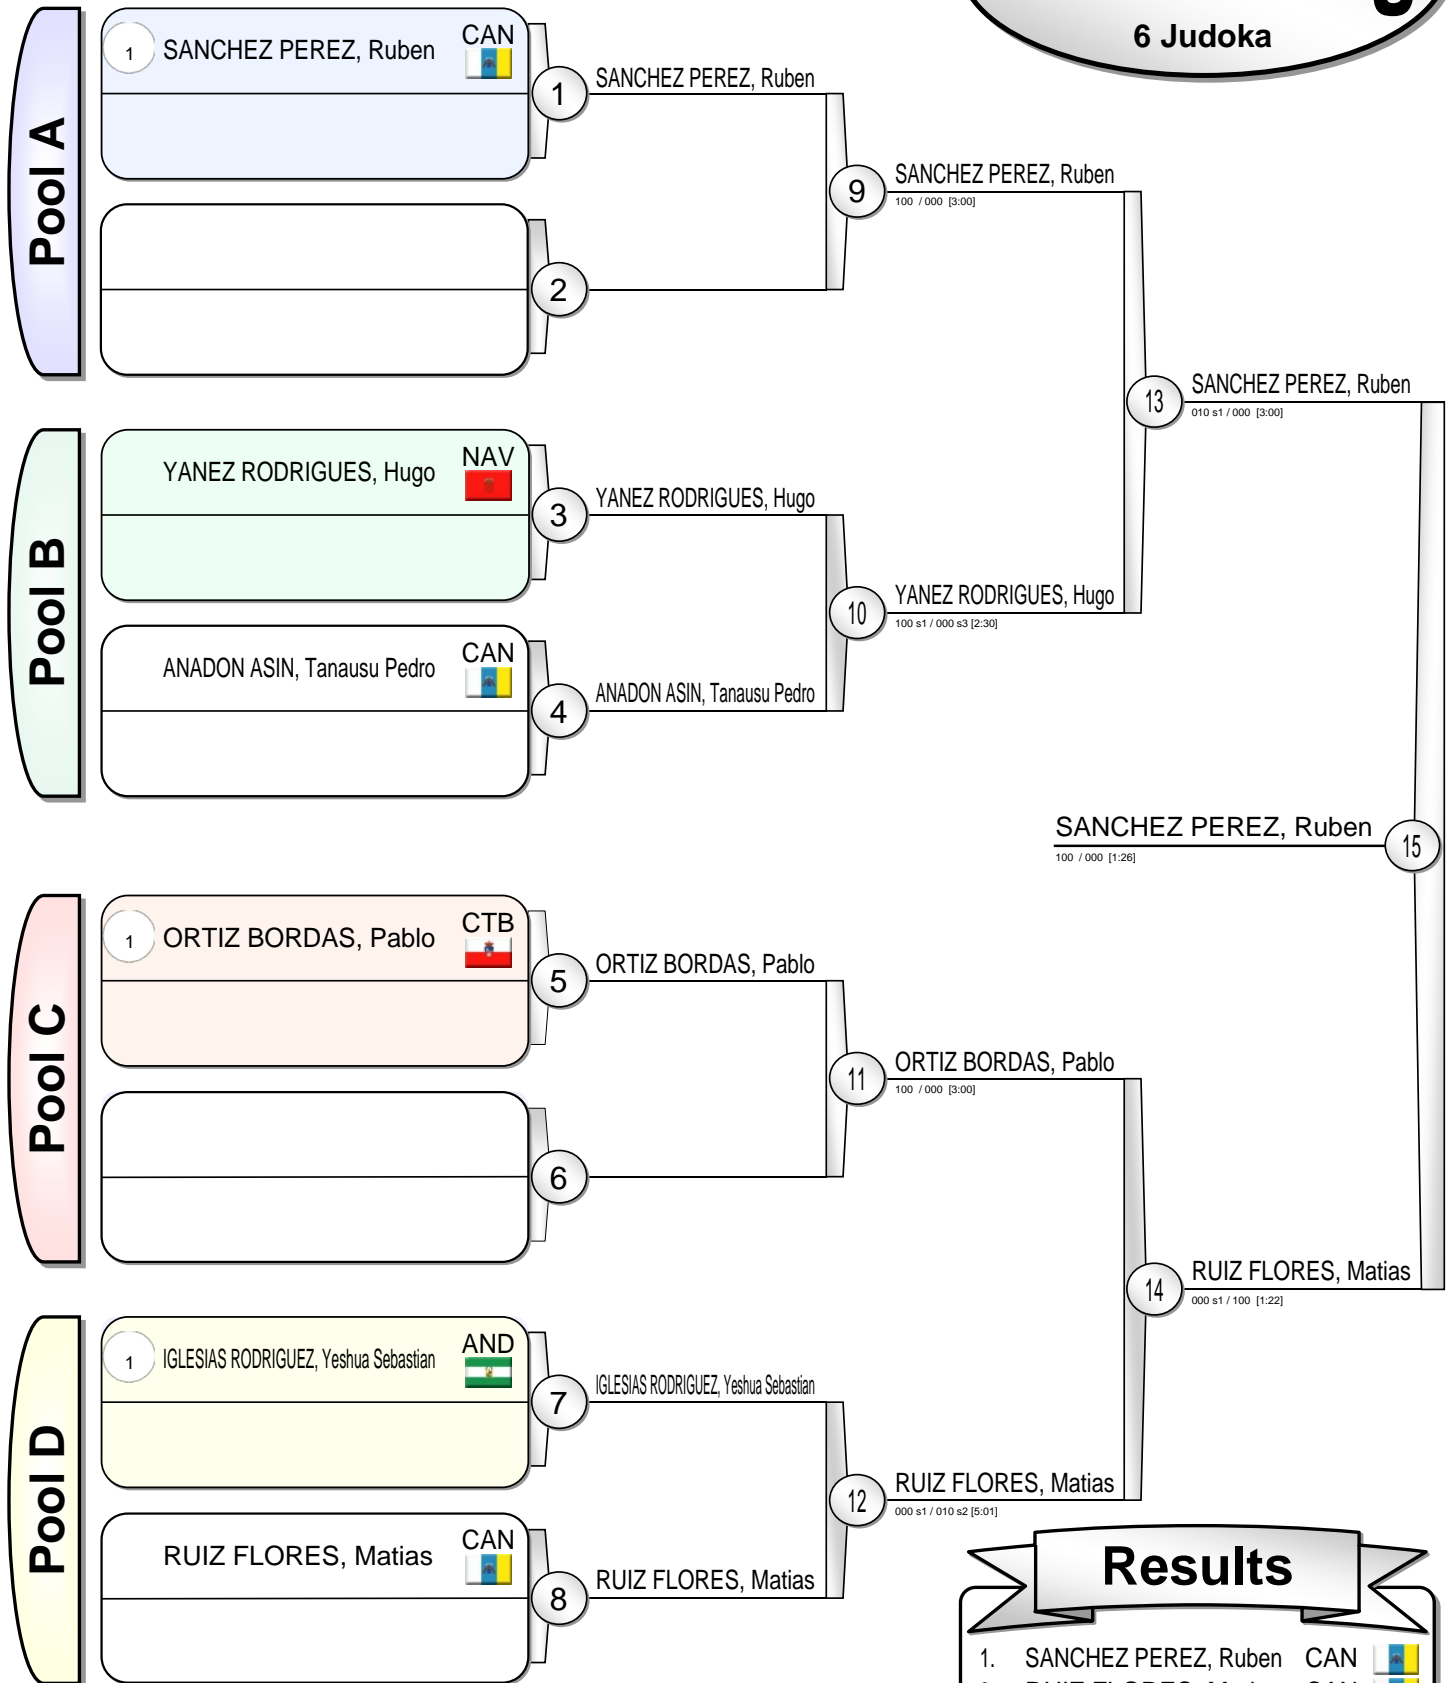 6 Judoka
Pool A
1 SANCHEZ PEREZ, Ruben CAN
1 SANCHEZ PEREZ, Ruben
2
9 SANCHEZ PEREZ, Ruben
100 / 000 [3:00]
13 SANCHEZ PEREZ, Ruben
010 s1 / 000 [3:00]
Pool B
YANEZ RODRIGUES, Hugo NAV
3 YANEZ RODRIGUES, Hugo
10 YANEZ RODRIGUES, Hugo
100 s1 / 000 s3 [2:30]
ANADON ASIN, Tanausu Pedro CAN
4 ANADON ASIN, Tanausu Pedro
SANCHEZ PEREZ, Ruben 15
100 / 000 [1:26]
Pool C
1 ORTIZ BORDAS, Pablo CTB
5 ORTIZ BORDAS, Pablo
11 ORTIZ BORDAS, Pablo
100 / 000 [3:00]
6
14 RUIZ FLORES, Matias
000 s1 / 100 [1:22]
Pool D
1 IGLESIAS RODRIGUEZ, Yeshua Sebastian AND
7 IGLESIAS RODRIGUEZ, Yeshua Sebastian
12 RUIZ FLORES, Matias
000 s1 / 010 s2 [5:01]
RUIZ FLORES, Matias CAN
8 RUIZ FLORES, Matias
Results
1. SANCHEZ PEREZ, Ruben CAN